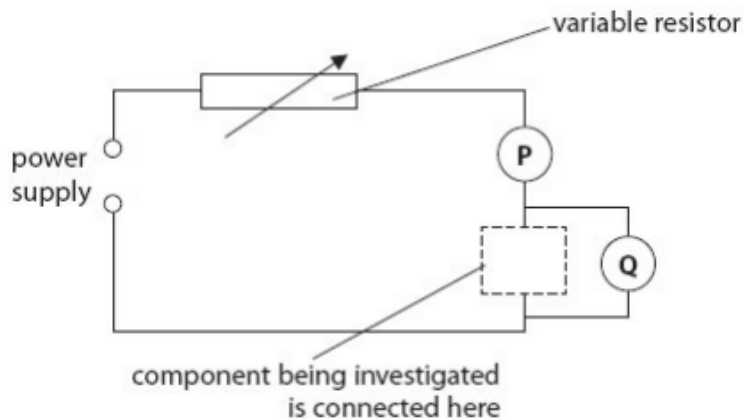 variable resistor
power
supply
P
Q
component being investigated
is connected here